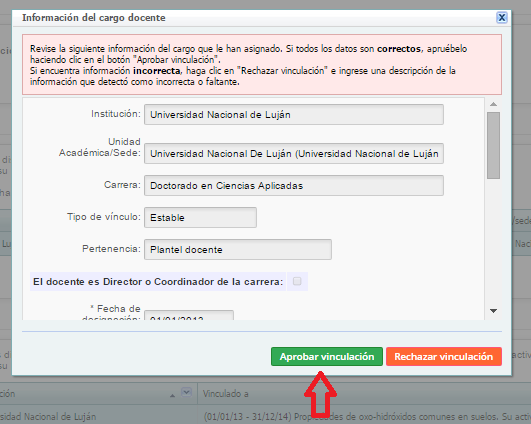 Información del cargo docente
Revise la siguiente información del cargo que le han asignado. Si todos los datos son correctos, apruébelo
haciendo clic en el botón "Aprobar vinculación".
Si encuentra información incorrecta, haga clic en "Rechazar vinculación" e ingrese una descripción de la
información que detectó como incorrecta o faltante.
Institución: Universidad Nacional de Luján
Unidad
Académica/Sede: Universidad Nacional De Luján (Universidad Nacional de Luján
Carrera: Doctorado en Ciencias Aplicadas
Tipo de vínculo: Estable
Pertenencia: Plantel docente
El docente es Director o Coordinador de la carrera:
* Fecha de
designación: 01/01/2013
Aprobar vinculación Rechazar vinculación
ción Vinculado a
sidad Nacional de Luján (01/01/13 - 31/12/14) Propiedades de oxo-hidróxidos comunes en suelos. Su activ